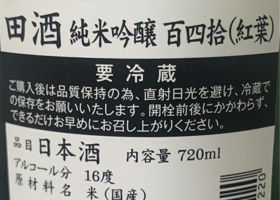 田酒 純米吟醸 百四拾(紅葉)
要冷蔵
ご購入後は品質保持の為、直射日光を避け、冷蔵で
の保存をお願いいたします。開栓前後にかかわらず、
できるだけお早めにお召し上がりください。
品目 日本酒 内容量 720ml
アルコール分 16度
原材料名 米(国産)
220